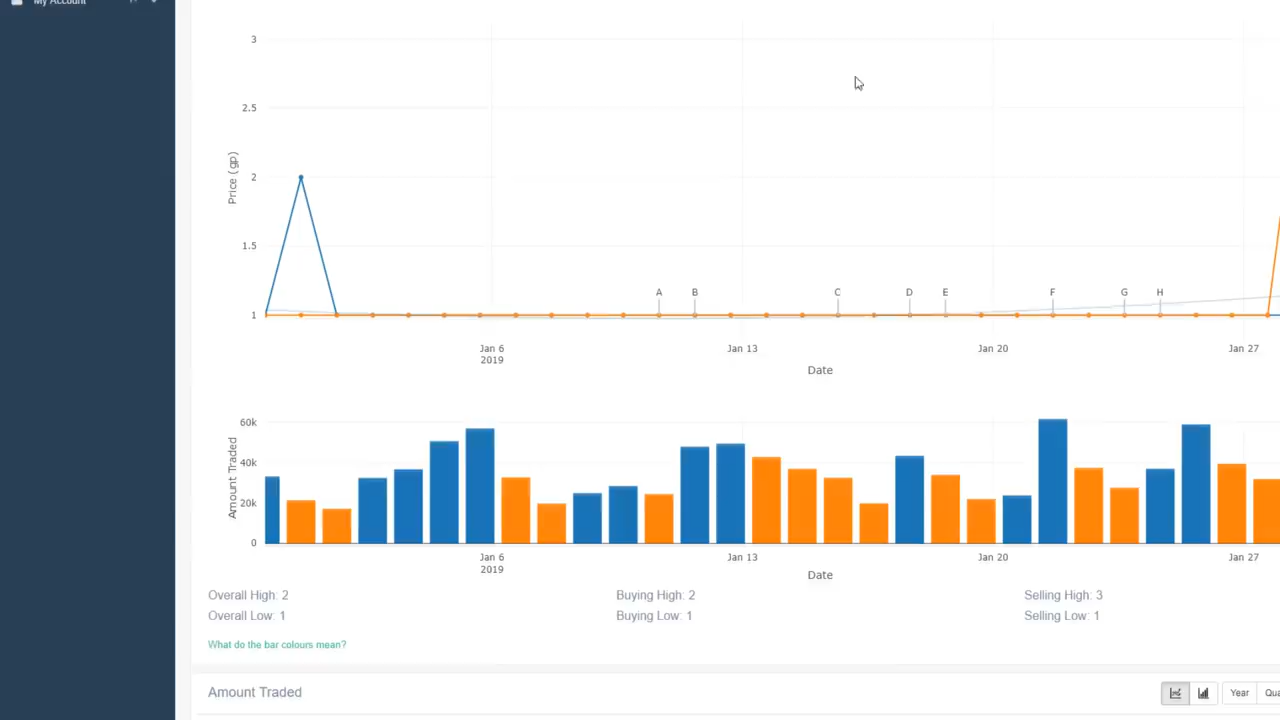 My Account
3
2.5
Price (gp)
2
1.5
A B C D E F G H
1
Jan 6 Jan 13 Jan 20 Jan 27
2019
Date
60k
40k
Amount Traded
20k
0
Jan 6 Jan 13 Jan 20 Jan 27
2019
Date
Overall High: 2 Buying High: 2 Selling High: 3
Overall Low: 1 Buying Low: 1 Selling Low: 1
What do the bar colours mean?
Amount Traded Year Qua